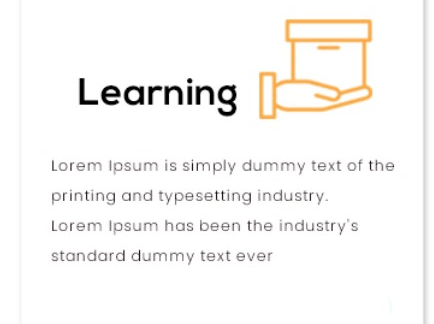 Learning
Lorem Ipsum is simply dummy text of the
printing and typesetting industry.
Lorem Ipsum has been the industry's
standard dummy text ever